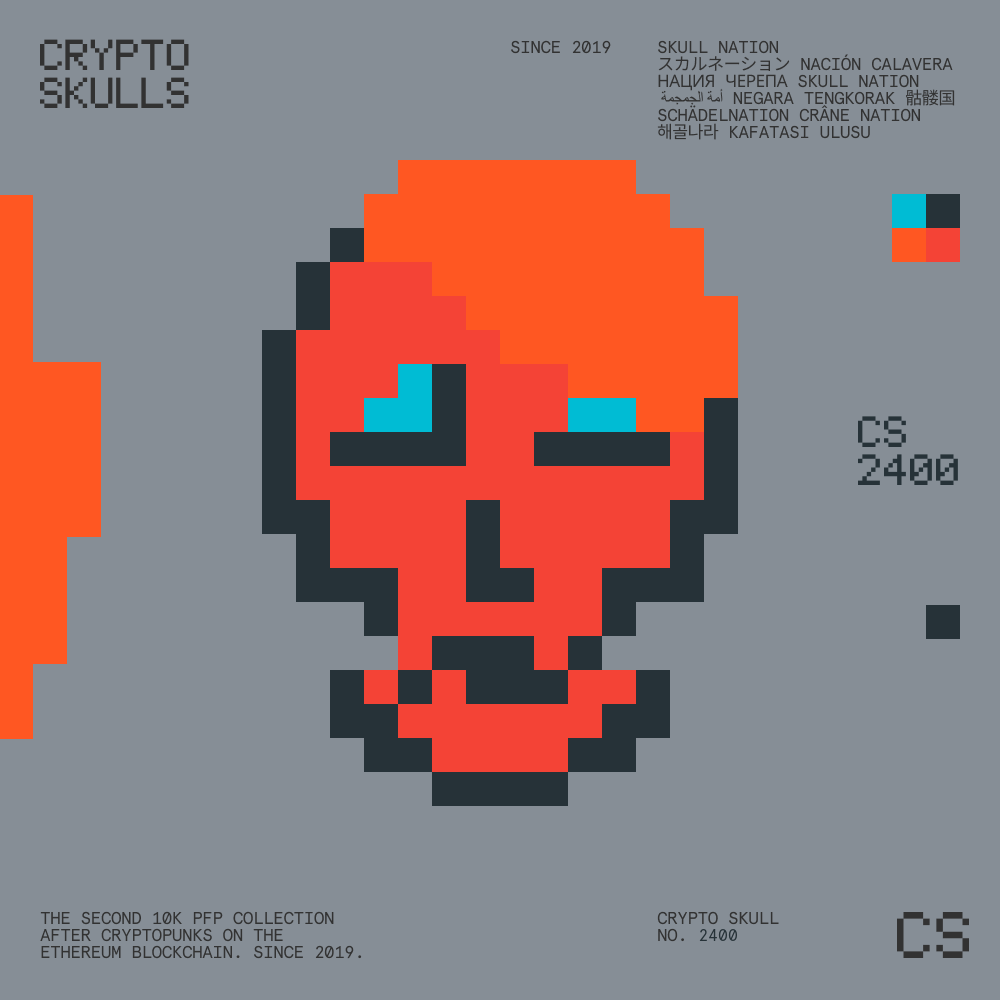 CRYPTO
SKULLS
SINCE 2019
SKULL NATION
スカルネーション NACIÓN CALAVERA
НАЦИЯ ЧЕРЕПА SKULL NATION
أمة الجمجمة NEGARA TENGKORAK 骷髅国
SCHÄDELNATION CRÂNE NATION
해골나라 KAFATASI ULUSU
CS
2400
THE SECOND 10K PFP COLLECTION
AFTER CRYPTOPUNKS ON THE
ETHEREUM BLOCKCHAIN. SINCE 2019.
CRYPTO SKULL
NO. 2400
CS